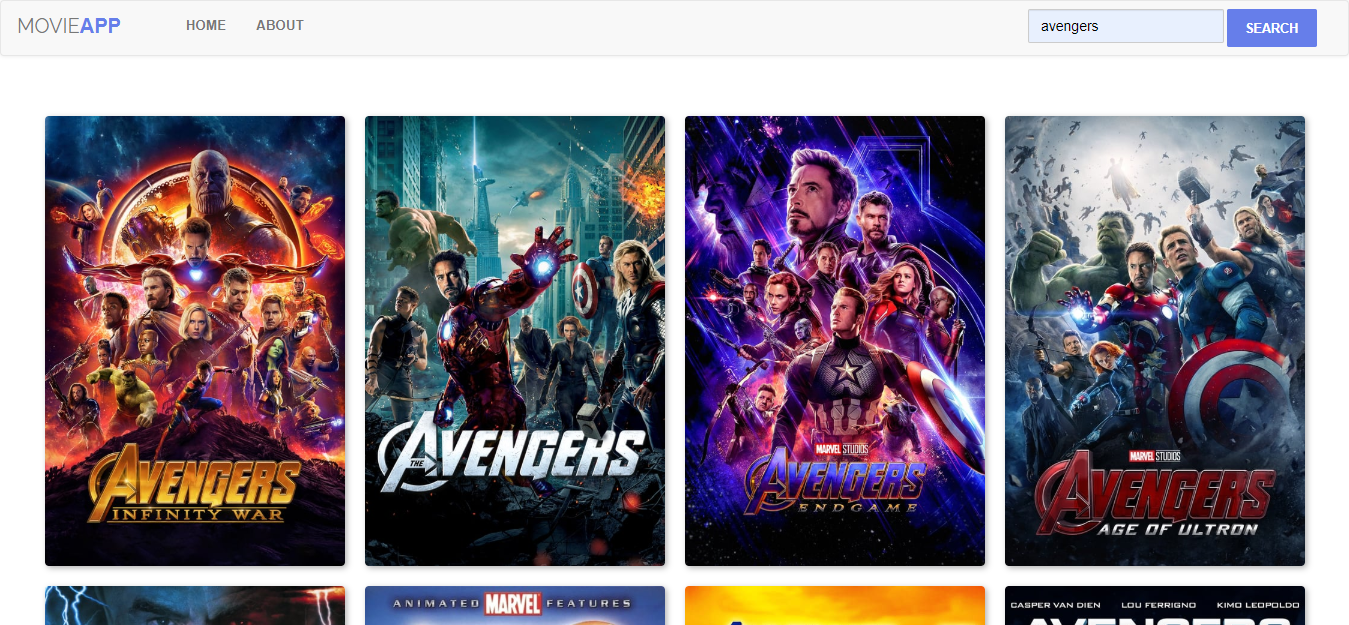 MOVIEAPP
HOME
ABOUT
avengers
SEARCH
AVENGERS
INFINITY WAR
THE AVENGERS
MARVEL STUDIOS
AVENGERS
ENDGAME
MARVEL STUDIOS
AVENGERS
AGE OF ULTRON
ANIMATED MARVEL FEATURES
CASPER VAN DIEN LOU FERRIGNO KIMO LEOPOLDO
AVENGERS